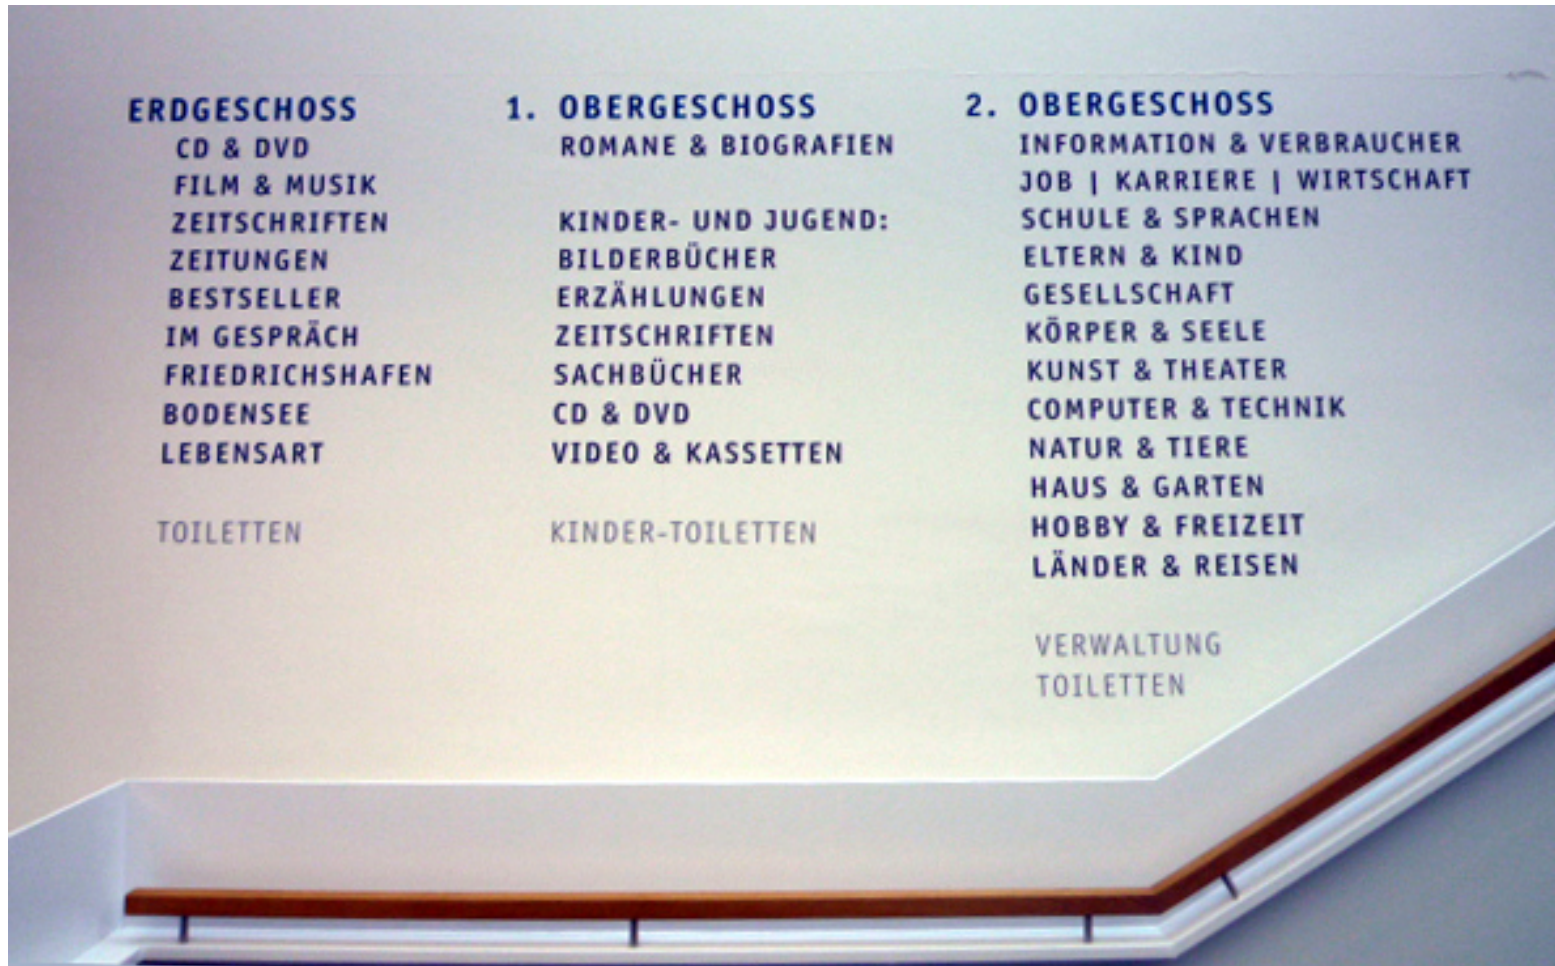 ERDGESCHOSS
CD & DVD
FILM & MUSIK
ZEITSCHRIFTEN
ZEITUNGEN
BESTSELLER
IM GESPRÄCH
FRIEDRICHSHAFEN
BODENSEE
LEBENSART
TOILETTEN
1. OBERGESCHOSS
ROMANE & BIOGRAFIEN
KINDER- UND JUGEND:
BILDERBÜCHER
ERZÄHLUNGEN
ZEITSCHRIFTEN
SACHBÜCHER
CD & DVD
VIDEO & KASSETTEN
KINDER-TOILETTEN
2. OBERGESCHOSS
INFORMATION & VERBRAUCHER
JOB | KARRIERE | WIRTSCHAFT
SCHULE & SPRACHEN
ELTERN & KIND
GESELLSCHAFT
KÖRPER & SEELE
KUNST & THEATER
COMPUTER & TECHNIK
NATUR & TIERE
HAUS & GARTEN
HOBBY & FREIZEIT
LÄNDER & REISEN
VERWALTUNG
TOILETTEN